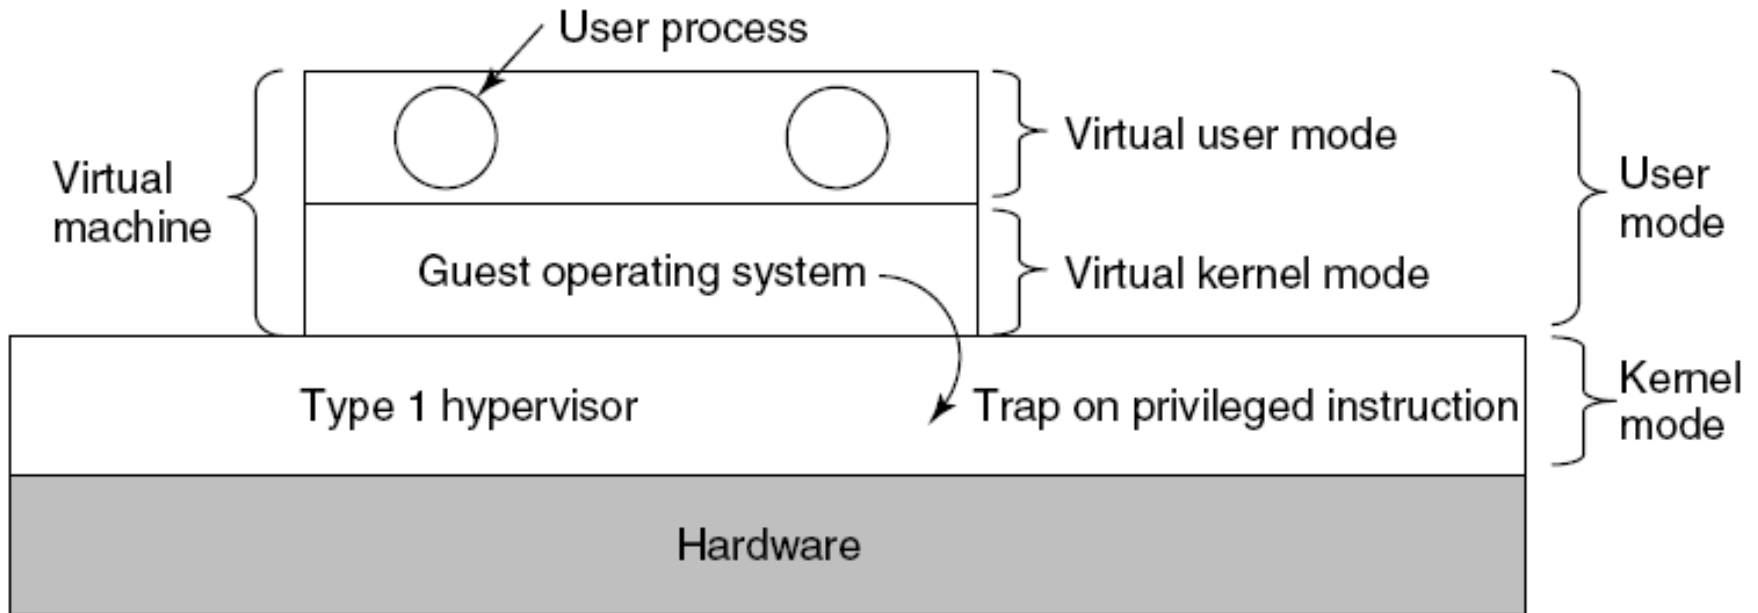 User process
Virtual
machine
Virtual user mode
User
mode
Guest operating system
Virtual kernel mode
Type 1 hypervisor
Trap on privileged instruction
Kernel
mode
Hardware